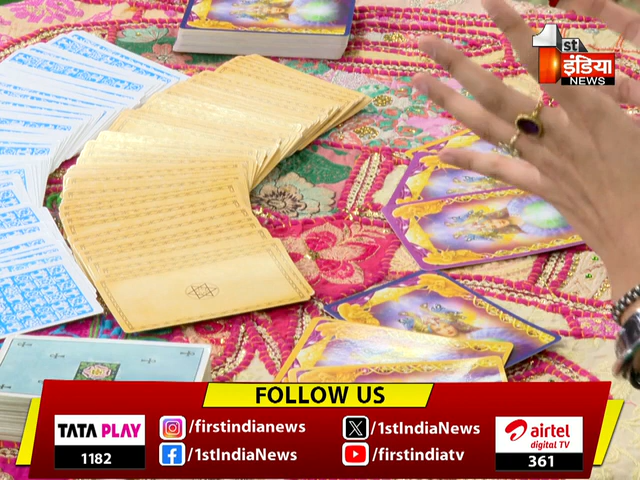 1st
इंडिया
NEWS
FOLLOW US
TATA PLAY
1182
/firstindianews
/1stIndiaNews
/1stIndiaNews
/firstindiatv
airtel
digital TV
361